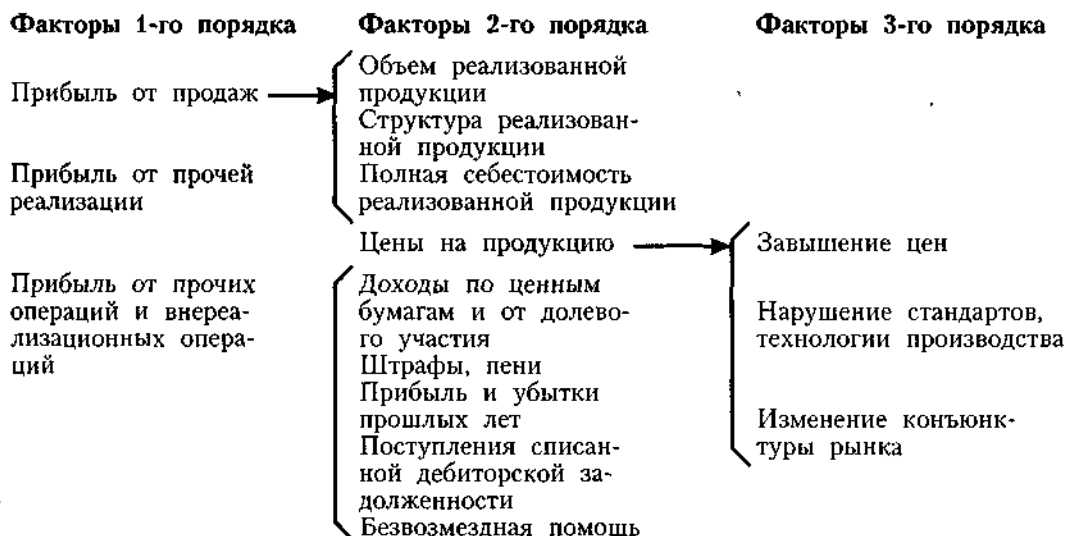 Факторы 1-го порядка
Прибыль от продаж
Прибыль от прочей
реализации
Прибыль от прочих
операций и внереа-
лизационных опера-
ций
Факторы 2-го порядка
Объем реализованной
продукции
Структура реализован-
ной продукции
Полная себестоимость
реализованной продукции
Цены на продукцию
Доходы по ценным
бумагам и от долево-
го участия
Штрафы, пени
Прибыль и убытки
прошлых лет
Поступления списан-
ной дебиторской за-
долженности
Безвозмездная помощь
Факторы 3-го порядка
Завышение цен
Нарушение стандартов,
технологии производства
Изменение конъюнк-
туры рынка